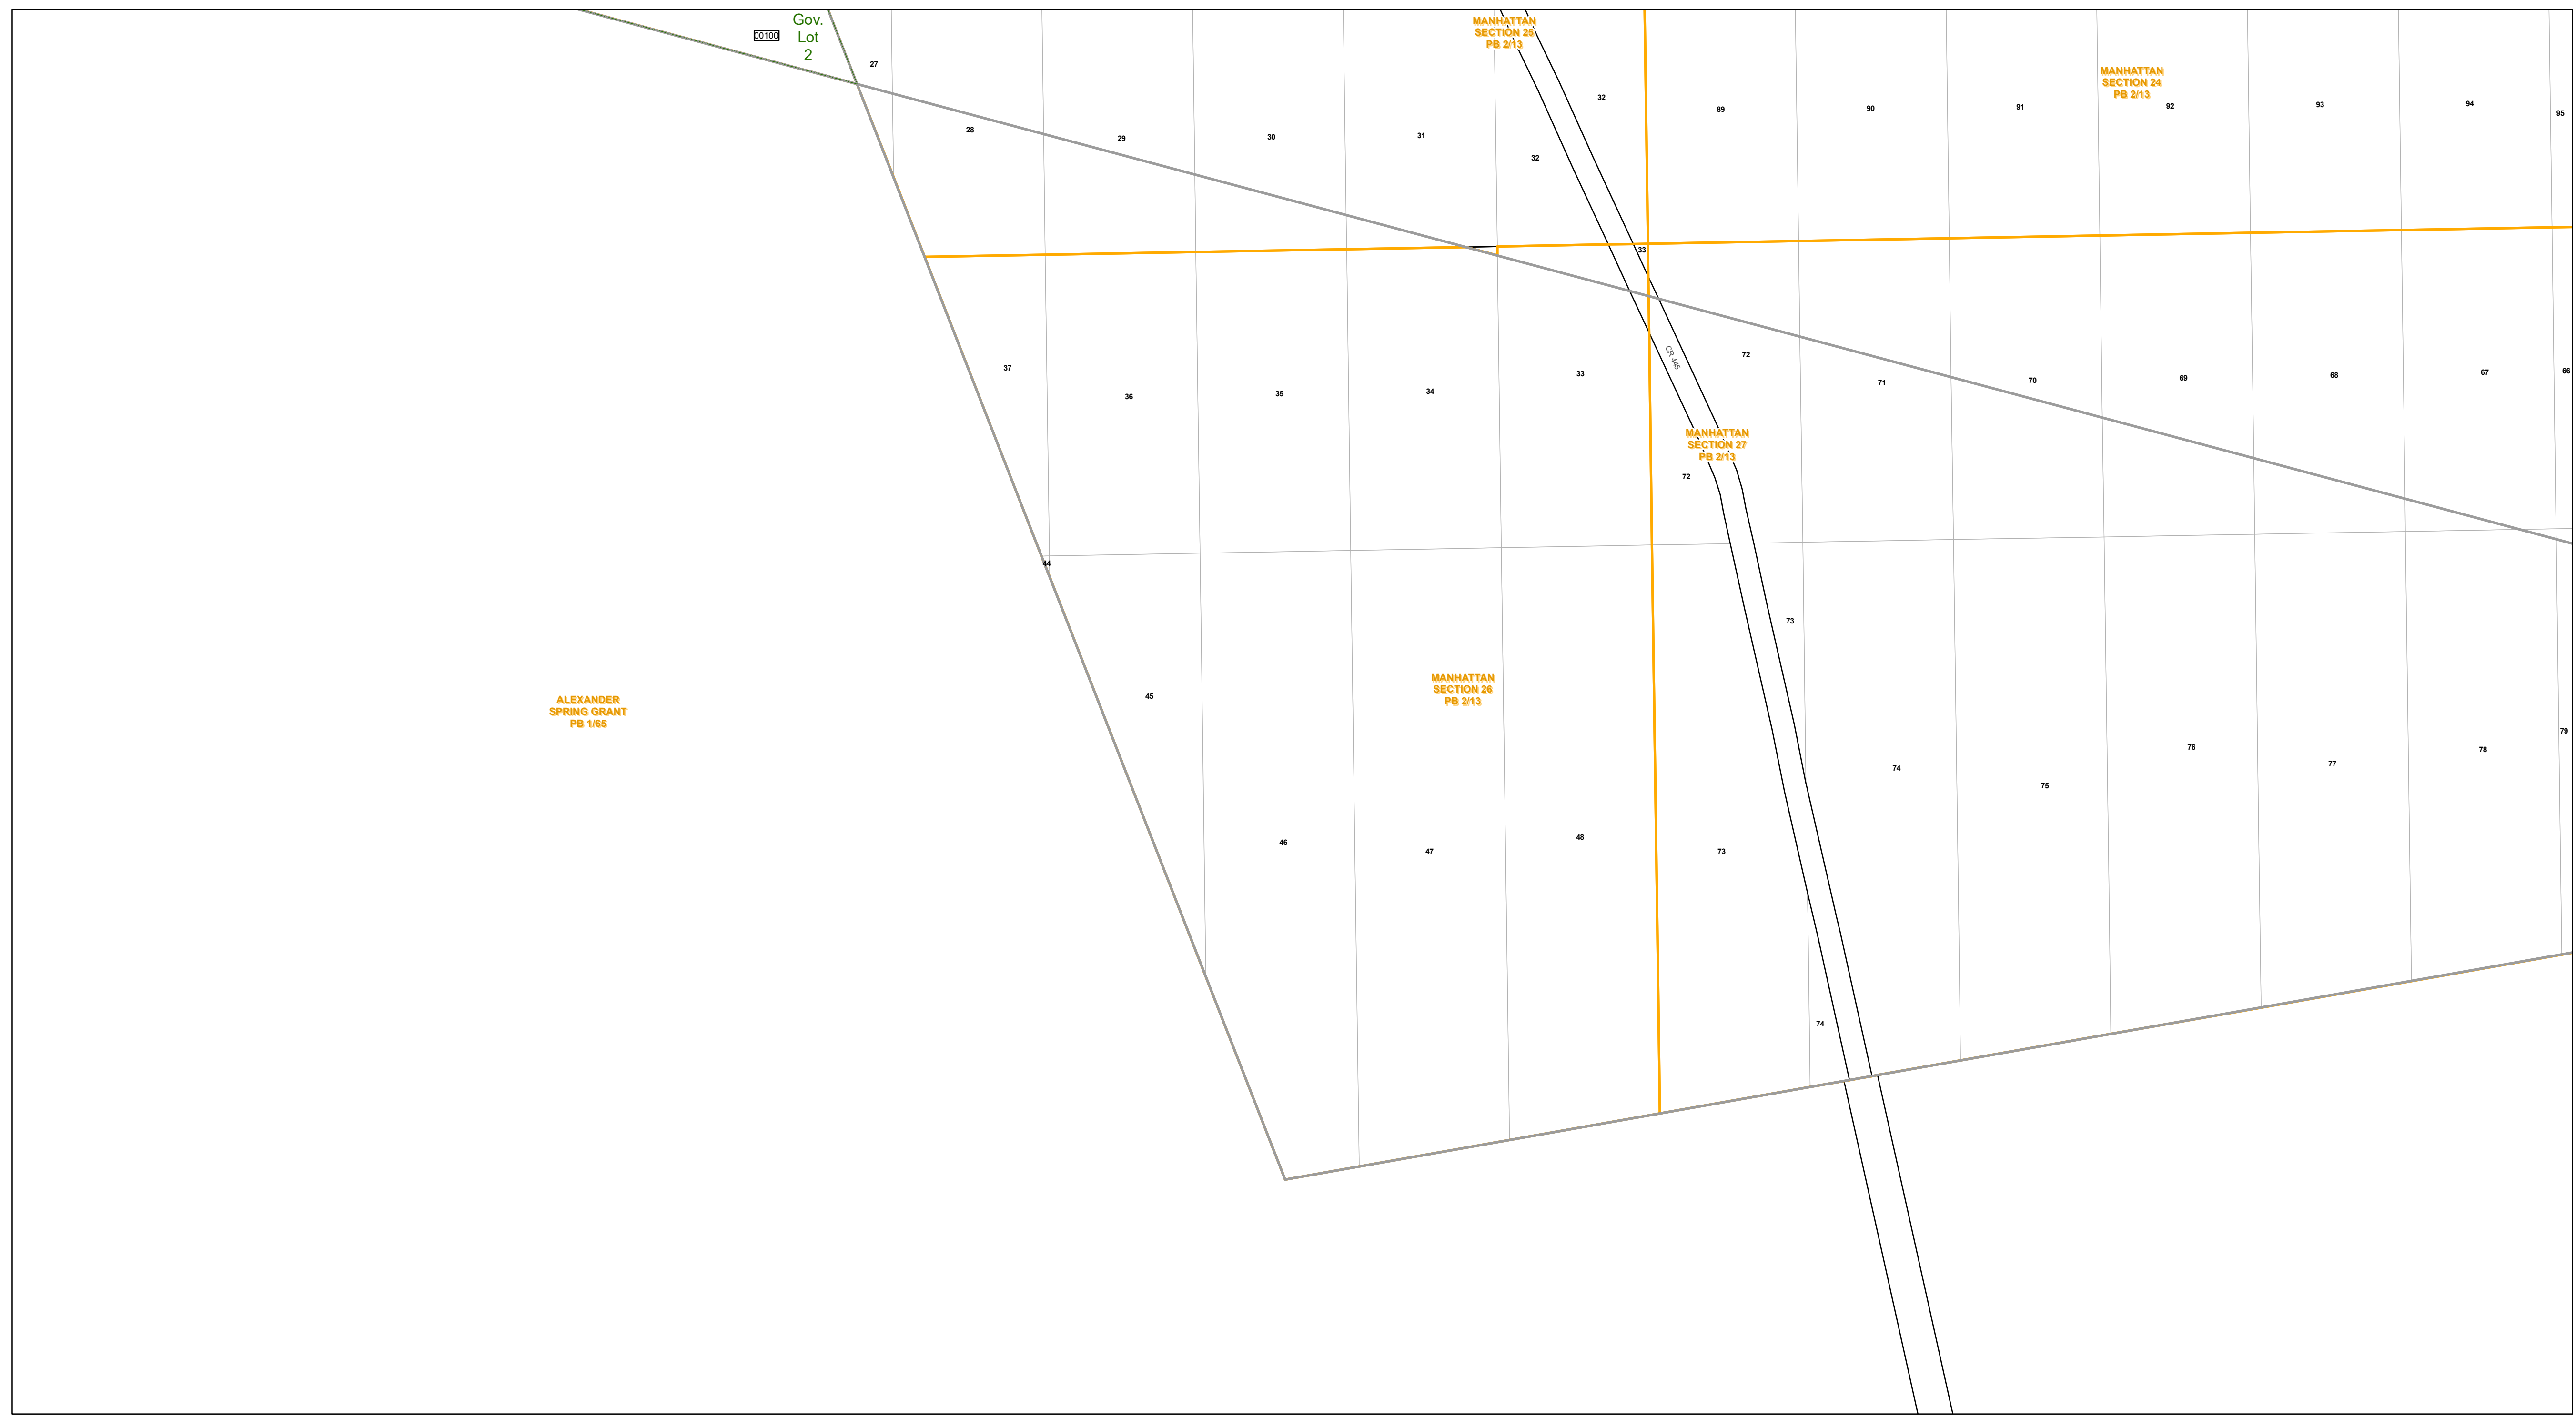 Gov.
Lot
2
00100
MANHATTAN
SECTION 25
PB 2/13
MANHATTAN
SECTION 24
PB 2/13
27
28
29
30
31
32
32
89
90
91
92
93
94
95
33
37
36
35
34
33
CR 445
72
71
70
69
68
67
66
MANHATTAN
SECTION 27
PB 2/13
72
44
45
73
ALEXANDER
SPRING GRANT
PB 1/65
MANHATTAN
SECTION 26
PB 2/13
46
47
48
73
74
75
76
77
78
79
74